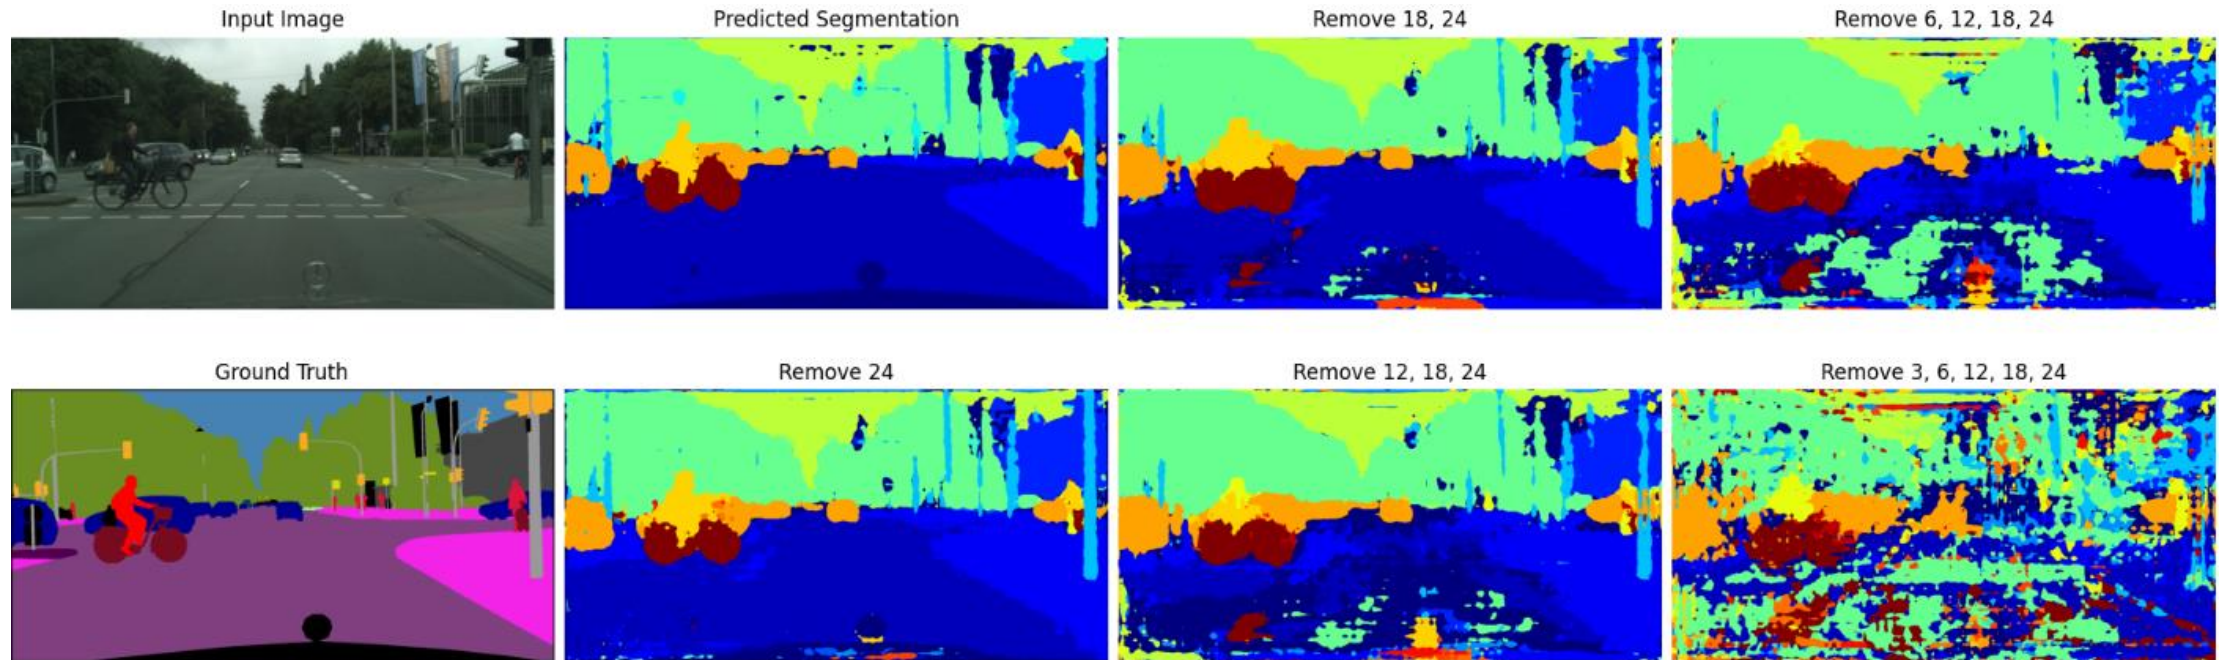 Input Image
Predicted Segmentation
Remove 18, 24
Remove 6, 12, 18, 24
Ground Truth
Remove 24
Remove 12, 18, 24
Remove 3, 6, 12, 18, 24